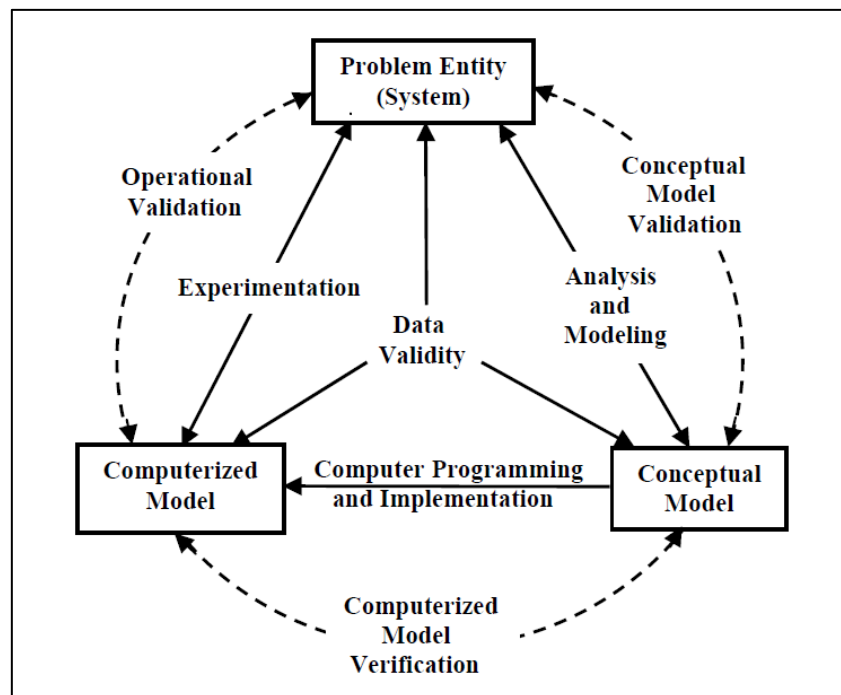 Problem Entity
(System)
Operational
Validation
Conceptual
Model
Validation
Experimentation
Analysis
and
Modeling
Data
Validity
Computerized
Model
Computer Programming
and Implementation
Conceptual
Model
Computerized
Model
Verification